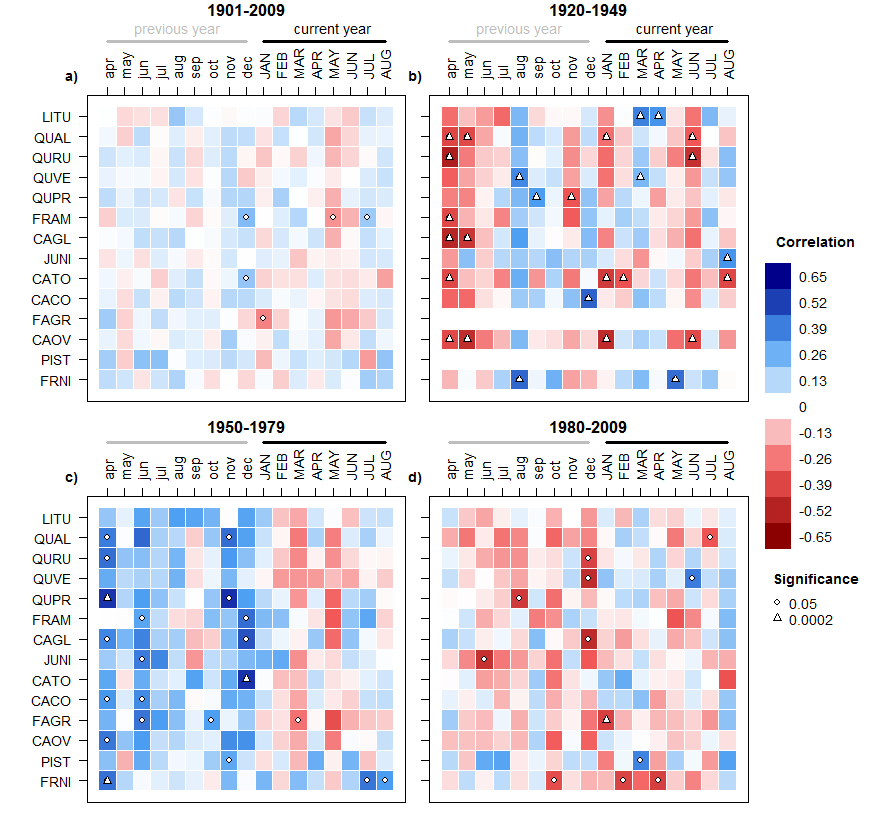 1901-2009
previous year current year
apr may jun jul aug sep oct nov dec JAN FEB MAR APR MAY JUN JUL AUG
a)
LITU
QUAL
QURU
QUVE
QUPR
FRAM
CAGL
JUNI
CATO
CACO
FAGR
CAOV
PIST
FRNI
1920-1949
previous year current year
apr may jun jul aug sep oct nov dec JAN FEB MAR APR MAY JUN JUL AUG
b)
1950-1979
apr may jun jul aug sep oct nov dec JAN FEB MAR APR MAY JUN JUL AUG
c)
LITU
QUAL
QURU
QUVE
QUPR
FRAM
CAGL
JUNI
CATO
CACO
FAGR
CAOV
PIST
FRNI
1980-2009
apr may jun jul aug sep oct nov dec JAN FEB MAR APR MAY JUN JUL AUG
d)
Correlation
0.65
0.52
0.39
0.26
0.13
0
-0.13
-0.26
-0.39
-0.52
-0.65
Significance
0.05
0.0002